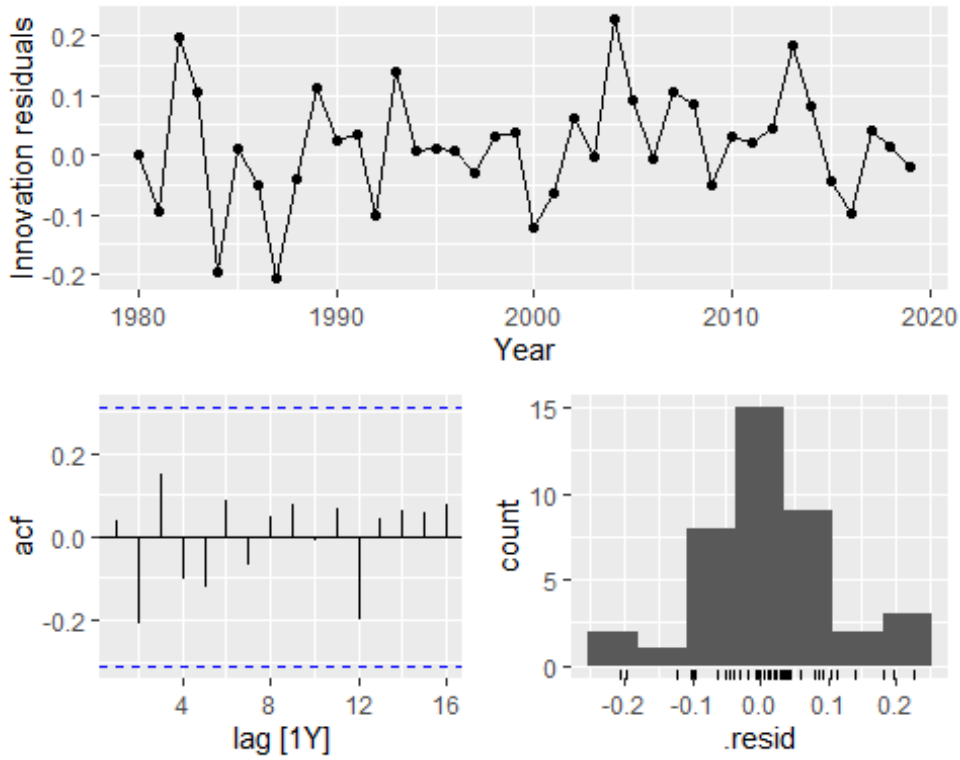 Innovation residuals
0.2
0.1
0.0
-0.1
-0.2
1980 1990 2000 2010 2020
Year
acf
0.2
0.0
-0.2
4 8 12 16
lag [1Y]
count
15
10
5
0
-0.2 -0.1 0.0 0.1 0.2
.resid